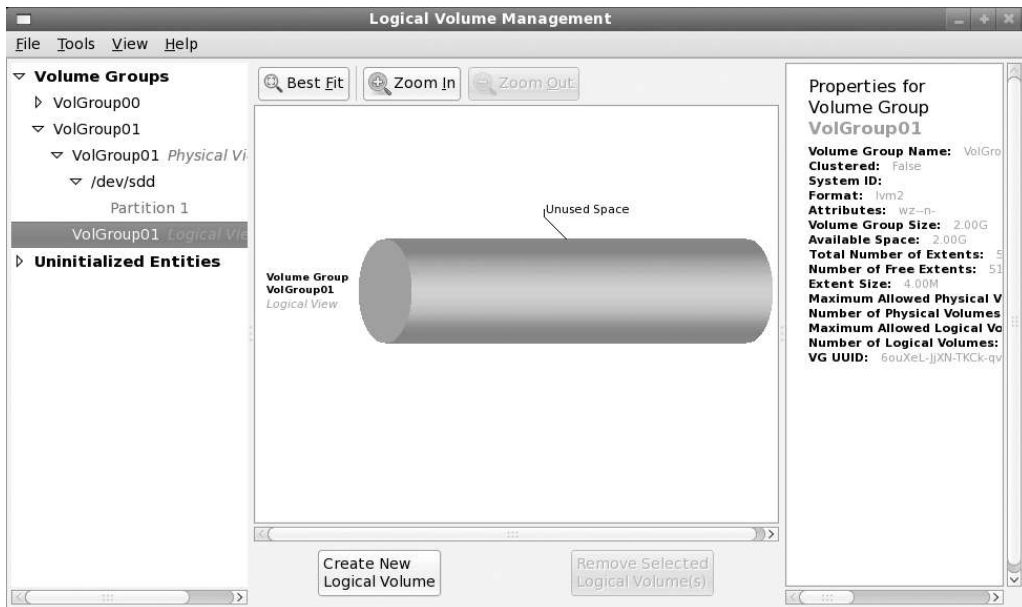 Logical Volume Management
File Tools View Help
Volume Groups
VolGroup00
VolGroup01
VolGroup01 Physical Vi
/dev/sdd
Partition 1
VolGroup01 Logical Vie
Uninitialized Entities
Best Fit Zoom In Zoom Out
Unused Space
Volume Group
VolGroup01
Logical View
Create New
Logical Volume
Remove Selected
Logical Volume(s)
Properties for
Volume Group
VolGroup01
Volume Group Name: VolGro
Clustered: False
System ID:
Format: lvm2
Attributes: wz--n-
Volume Group Size: 2.00G
Available Space: 2.00G
Total Number of Extents: 5
Number of Free Extents: 51
Extent Size: 4.00M
Maximum Allowed Physical V
Number of Physical Volumes
Maximum Allowed Logical Vo
Number of Logical Volumes:
VG UUID: 6ouXeL-JjXN-TKCk-qv